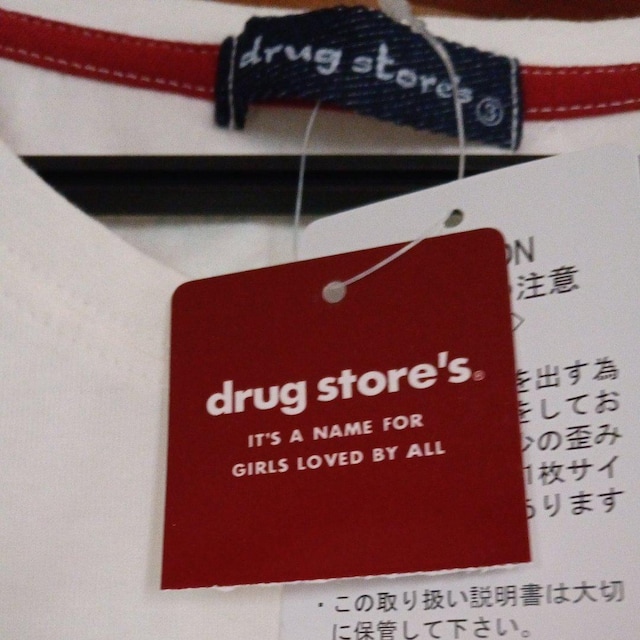 drug stores ③
drug store's®
IT'S A NAME FOR
GIRLS LOVED BY ALL
ON
注意
>
を出す為
をしてお
の歪み
1枚サイ
ります
・この取り扱い説明書は大切
に保管して下さい。